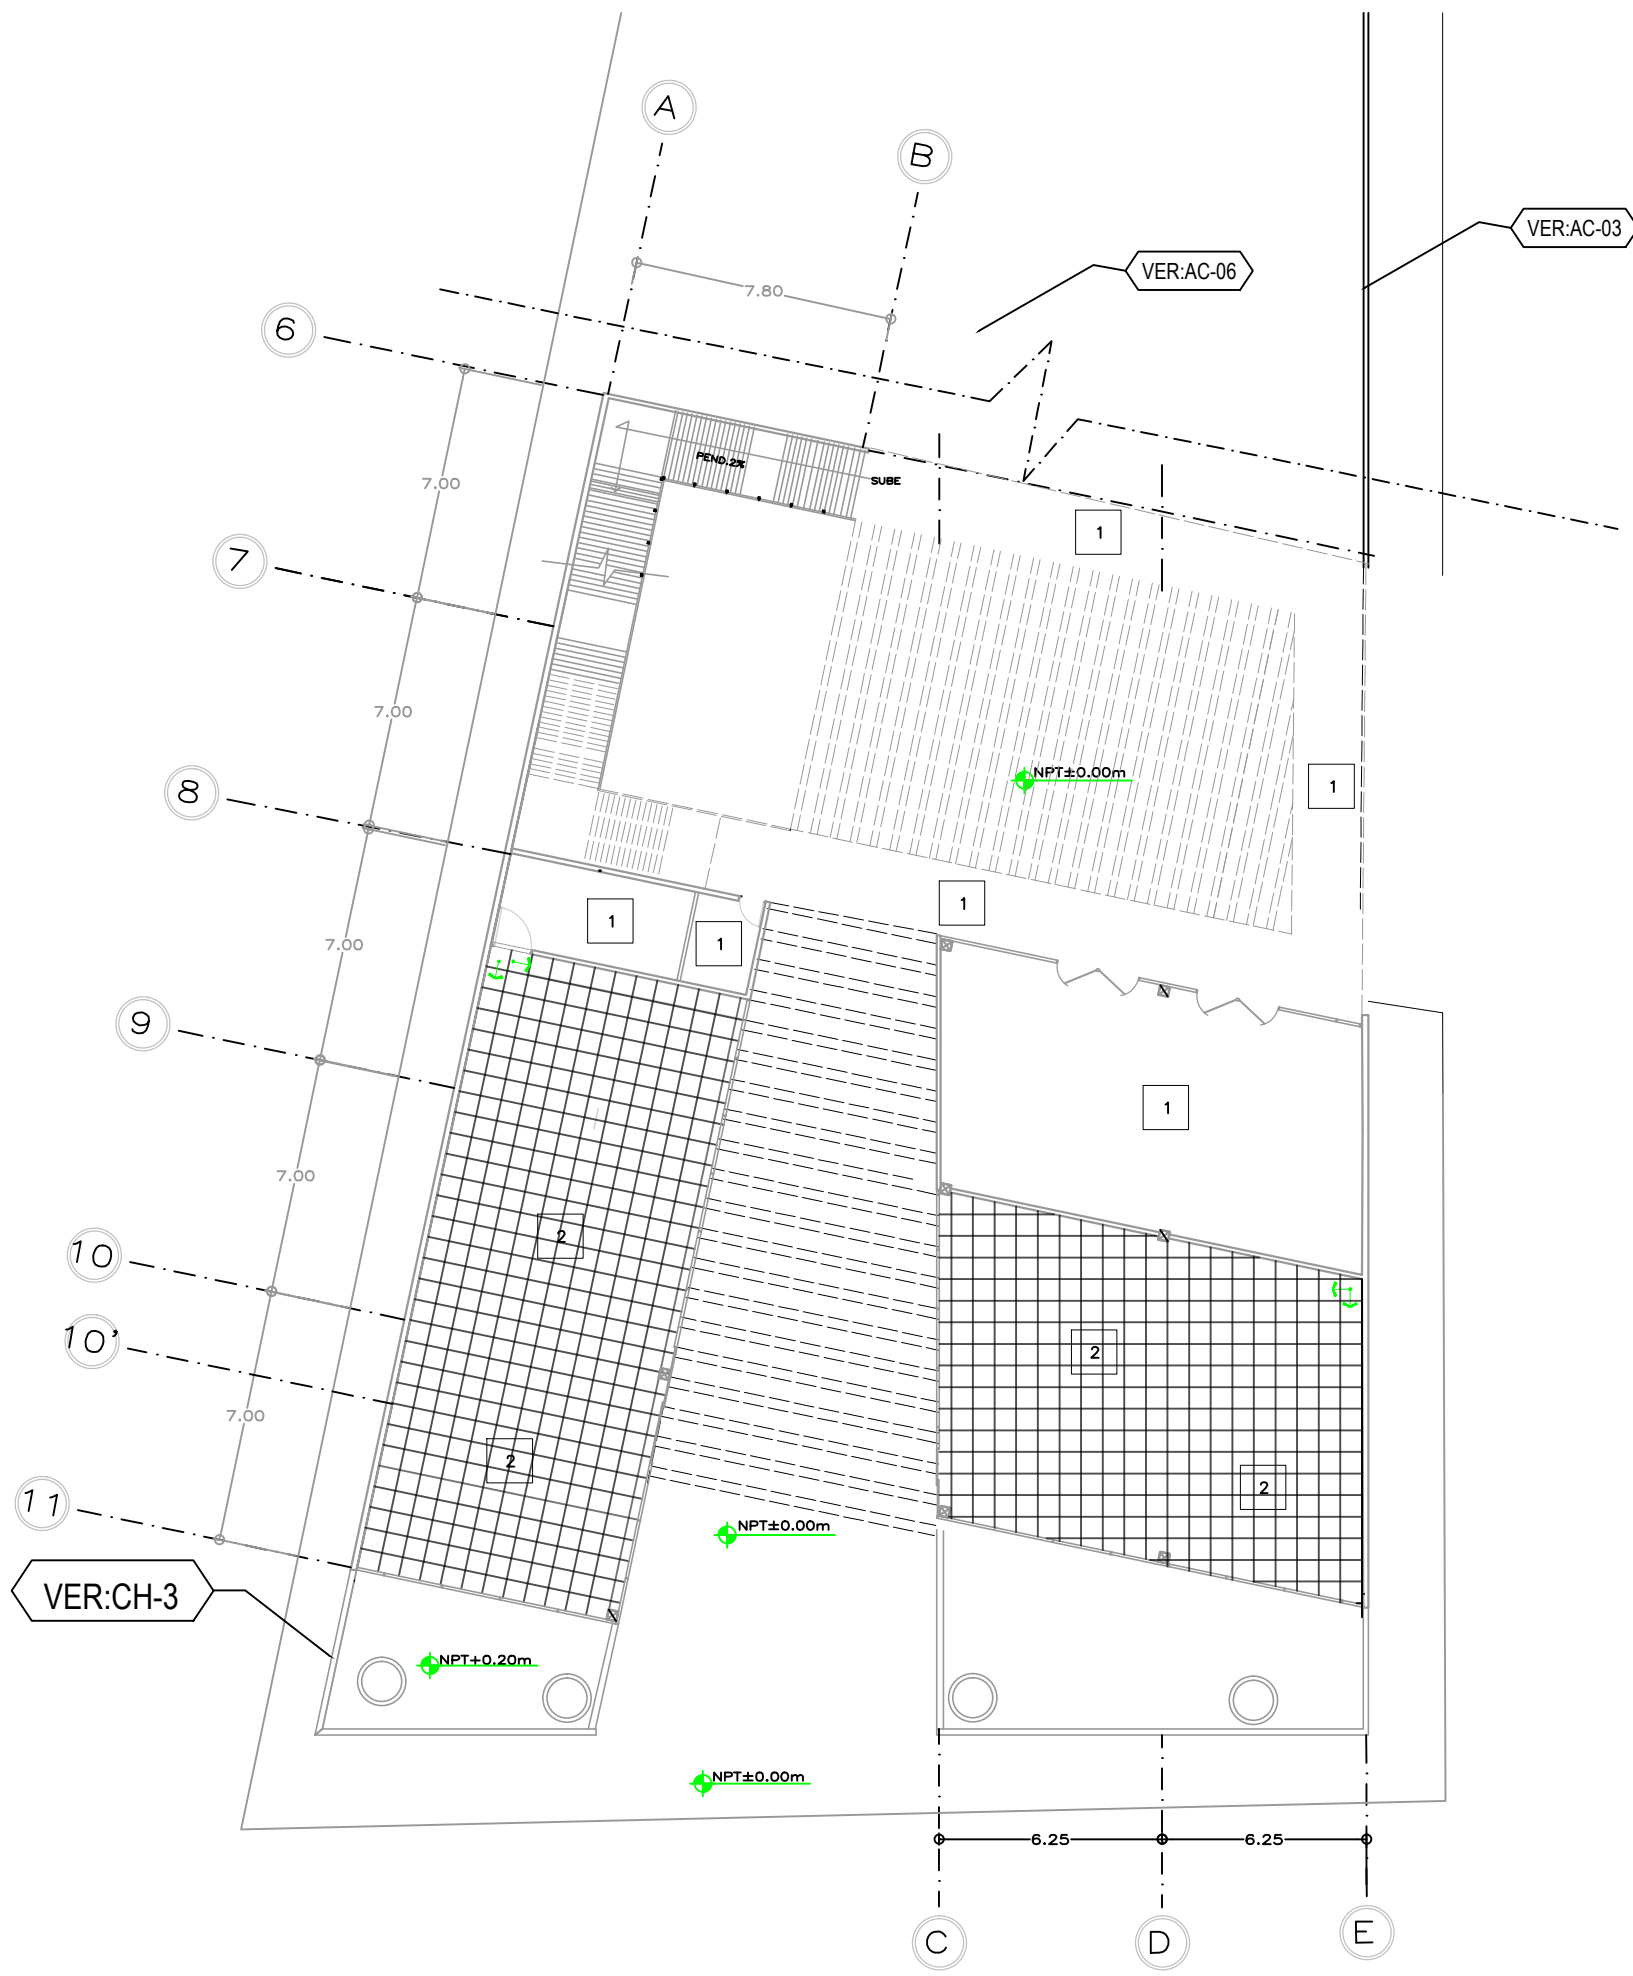 A
B
VER:AC-03
VER:AC-06
7.80
6
PEND.2%
SUBE
7.00
1
7
7.00
NPT±0.00m
1
8
1
1
1
7.00
9
1
7.00
2
10
10'
2
7.00
2
2
11
NPT±0.00m
VER:CH-3
NPT+0.20m
NPT±0.00m
6.25
6.25
C
D
E